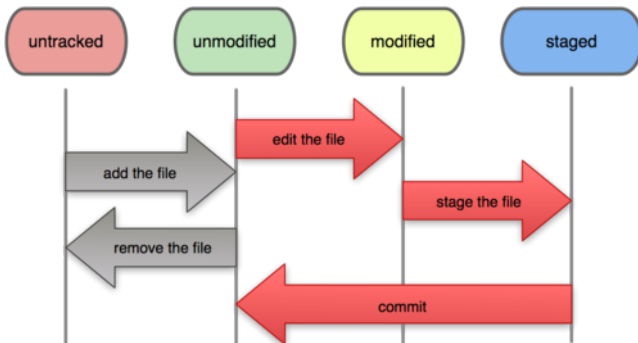 untracked
unmodified
modified
staged
edit the file
add the file
stage the file
remove the file
commit